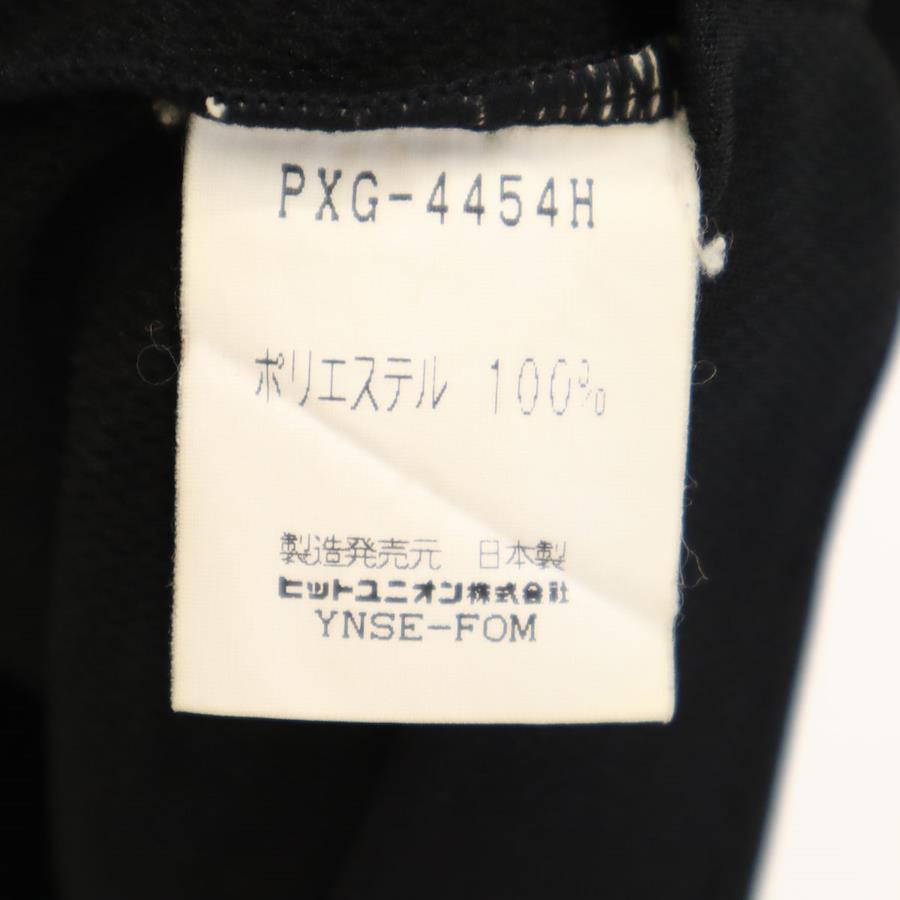 PXG-4454H
ポリエステル 100%
製造発売元 日本製
ヒットユニオン株式会社
YNSE-FOM